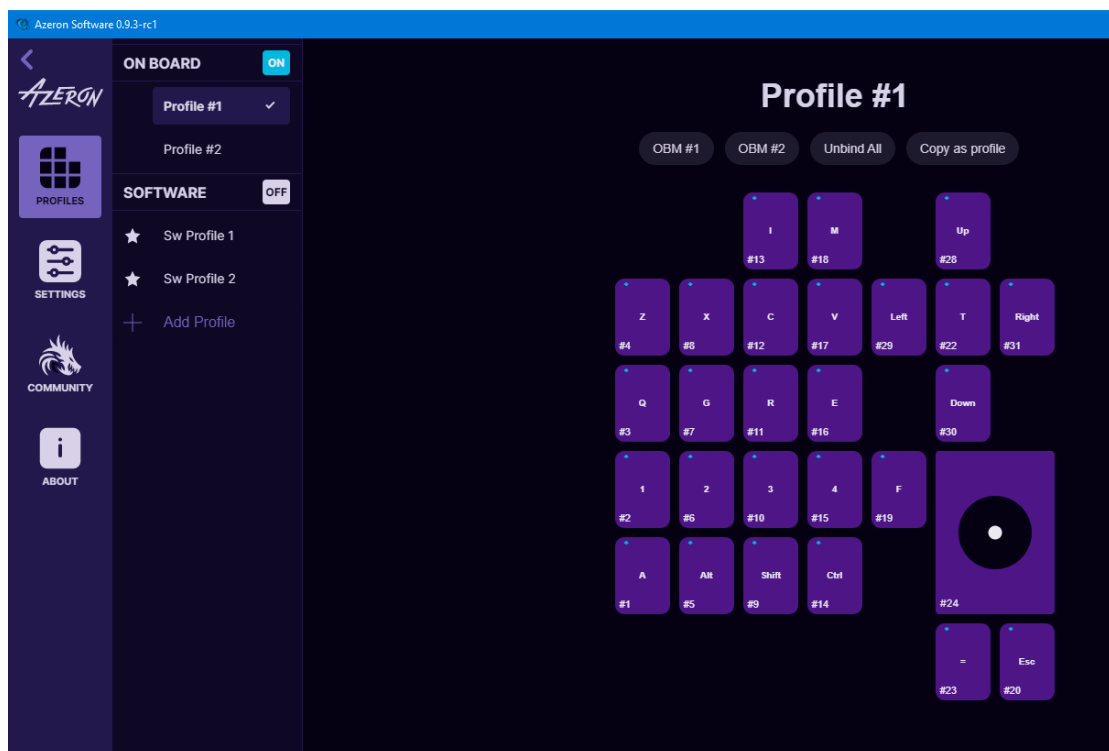 Azeron Software 0.9.3-rc1
AZERON
PROFILES
SETTINGS
COMMUNITY
ABOUT
ON BOARD ON
Profile #1
Profile #2
SOFTWARE OFF
Sw Profile 1
Sw Profile 2
Add Profile
Profile #1
OBM #1 OBM #2 Unbind All Copy as profile
I M Up
#13 #18 #28
Z X C V Left T Right
#4 #8 #12 #17 #29 #22 #31
Q G R E Down
#3 #7 #11 #16 #30
1 2 3 4 F
#2 #6 #10 #15 #19
A Alt Shift Ctrl
#1 #5 #9 #14 #24
= Esc
#23 #20